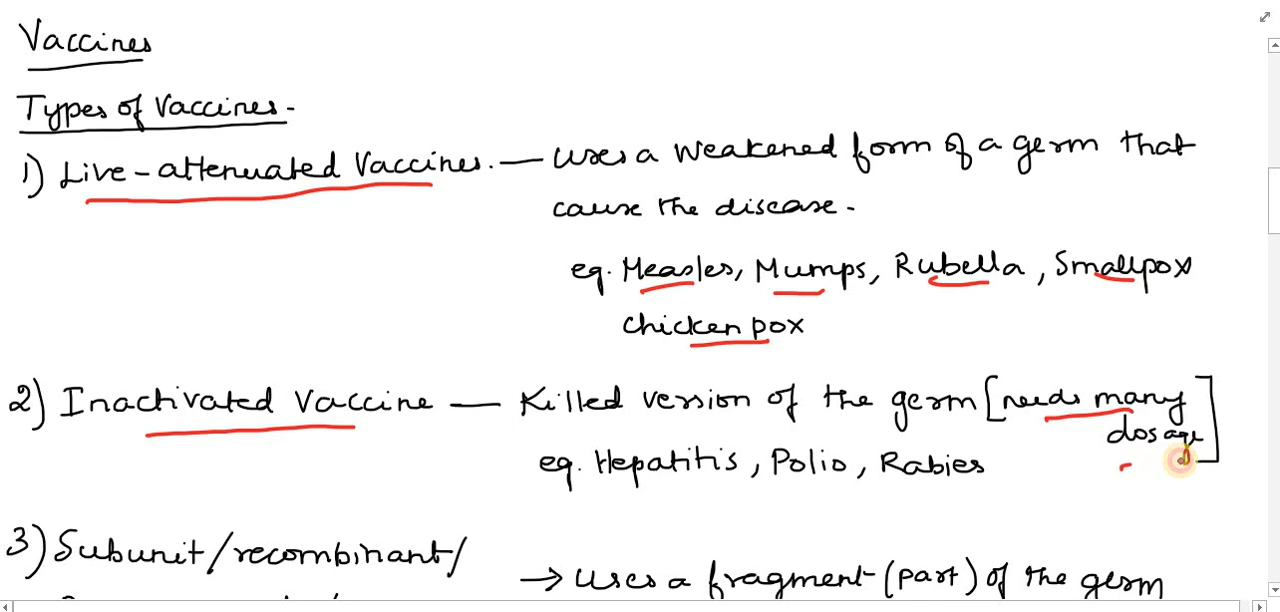 Vaccines
Types of Vaccines -
1) Live-attenuated Vaccines. — uses a weakened form of a germ that
cause the disease -
eg. Measles, Mumps, Rubella, Smallpox
chicken pox
2) Inactivated Vaccine — Killed version of the germ [needs many
dosage]
eg. Hepatitis, Polio, Rabies
3) Subunit/recombinant/
→ uses a fragment (part) of the germ